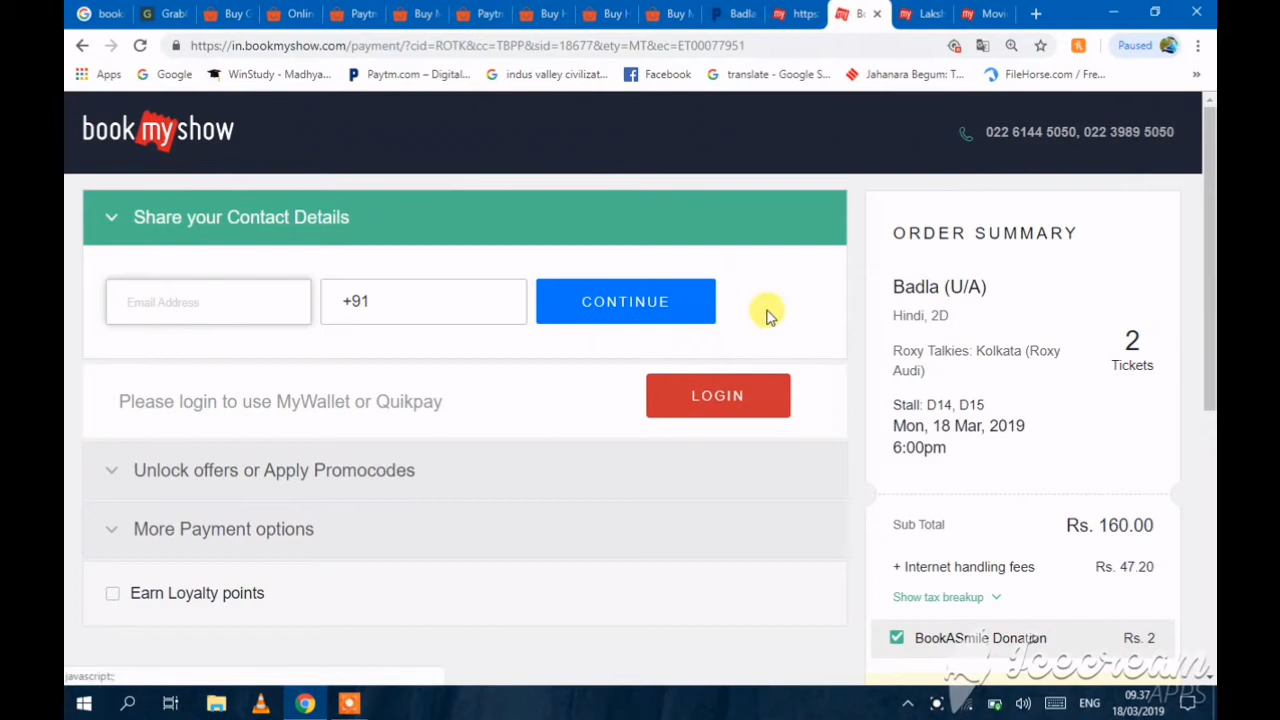 book
Grab
Buy G
Onlin
Paytm
Buy M
Paytm
Buy H
Buy H
Buy M
Badla
https:
Bo
Laksh
Movi
https://in.bookmyshow.com/payment/?cid=ROTK&cc=TBPP&sid=18677&ety=MT&ec=ET00077951
Paused
Apps
Google
WinStudy - Madhya...
Paytm.com – Digital...
indus valley civilizat...
Facebook
translate - Google S...
Jahanara Begum: T...
FileHorse.com / Fre...
»
book my show
022 6144 5050, 022 3989 5050
Share your Contact Details
Email Address
+91
CONTINUE
Please login to use MyWallet or Quikpay
LOGIN
Unlock offers or Apply Promocodes
More Payment options
Earn Loyalty points
ORDER SUMMARY
Badla (U/A)
Hindi, 2D
Roxy Talkies: Kolkata (Roxy
Audi)
2
Tickets
Stall: D14, D15
Mon, 18 Mar, 2019
6:00pm
Sub Total Rs. 160.00
+ Internet handling fees Rs. 47.20
Show tax breakup
BookASmile Donation Rs. 2
Icecream
APPS
javascript:;
ENG
09.37
18/03/2019